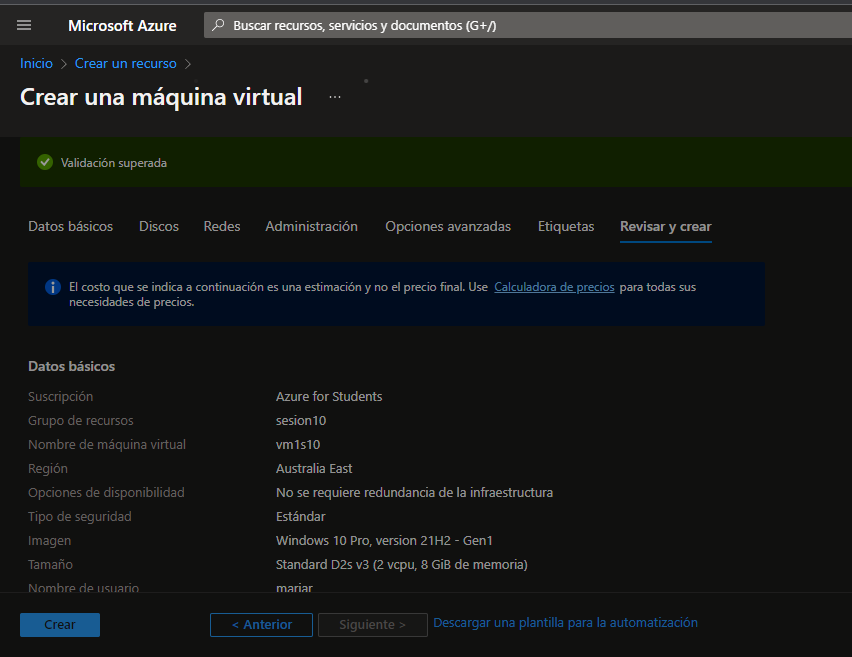 Microsoft Azure
Buscar recursos, servicios y documentos (G+/)
Inicio > Crear un recurso >
Crear una máquina virtual ...
Validación superada
Datos básicos Discos Redes Administración Opciones avanzadas Etiquetas Revisar y crear
El costo que se indica a continuación es una estimación y no el precio final. Use Calculadora de precios para todas sus
necesidades de precios.
Datos básicos
Suscripción Azure for Students
Grupo de recursos sesion10
Nombre de máquina virtual vm1s10
Región Australia East
Opciones de disponibilidad No se requiere redundancia de la infraestructura
Tipo de seguridad Estándar
Imagen Windows 10 Pro, version 21H2 - Gen1
Tamaño Standard D2s v3 (2 vcpu, 8 GiB de memoria)
Nombre de usuario mariar
Crear < Anterior Siguiente > Descargar una plantilla para la automatización